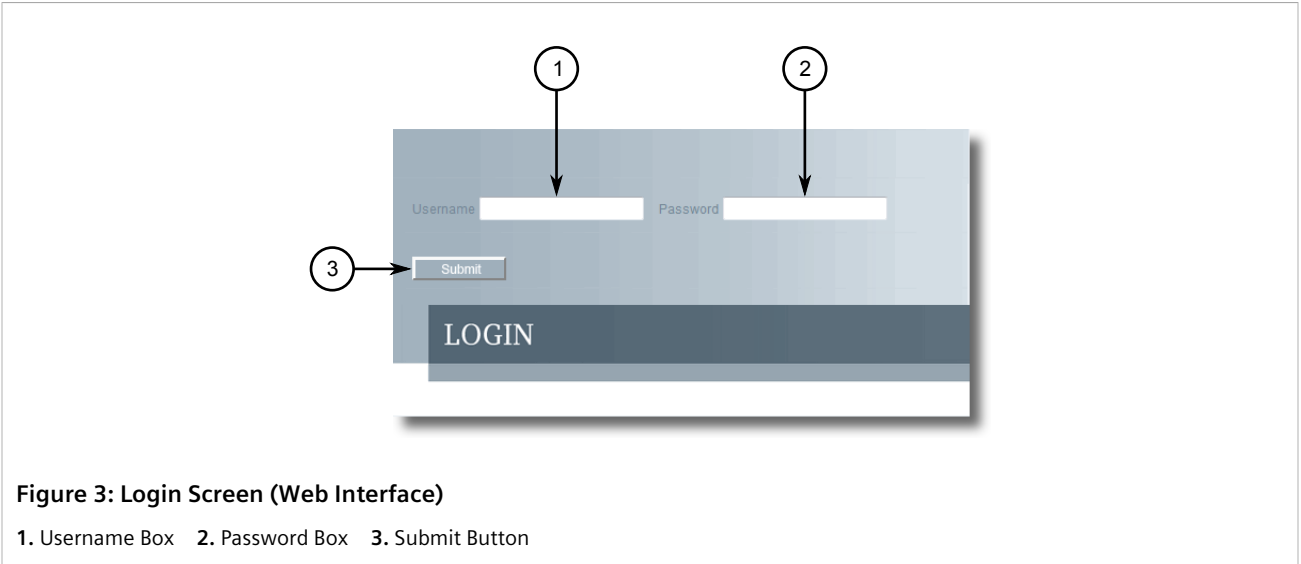 1 2
Username Password
3 Submit
LOGIN
Figure 3: Login Screen (Web Interface)
1. Username Box 2. Password Box 3. Submit Button